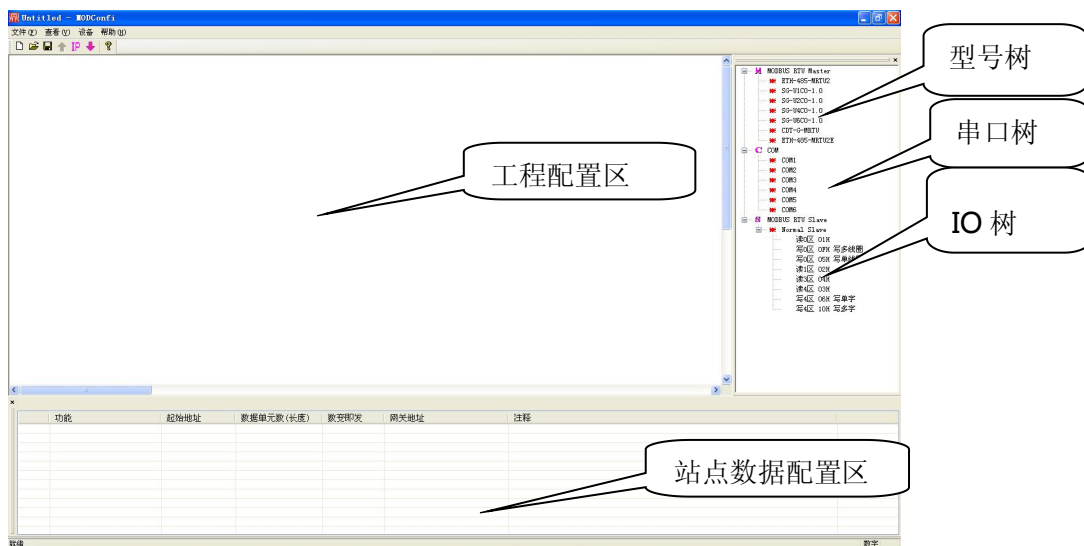 Untitled - MODConfi
文件(F) 查看(V) 设备 帮助(H)
IP
工程配置区
M MODBUS RTU Master
ETH-485-MRTU2
SG-U1CO-1.0
SG-U2CO-1.0
SG-U4CO-1.0
SG-U6CO-1.0
CDT-G-MRTU
ETH-485-MRTU2E
C COM
COM1
COM2
COM3
COM4
COM5
COM6
S MODBUS RTU Slave
Normal Slave
读0区 01H
写0区 0FH 写多线圈
写0区 05H 写单线
读1区 02H
读3区 04H
读4区 03H
写4区 06H 写单字
写4区 10H 写多字
型号树
串口树
IO 树
功能 起始地址 数据单元数(长度) 数变即发 网关地址 注释
站点数据配置区
就绪 数字